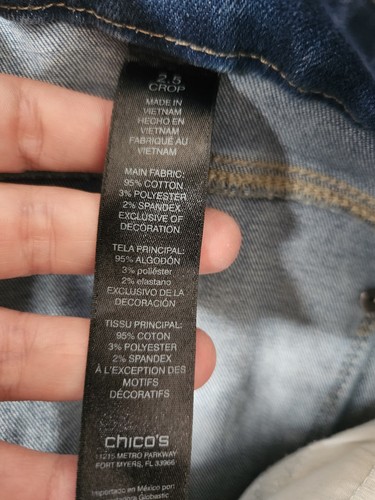 2.5
CROP
MADE IN
VIETNAM
HECHO EN
VIETNAM
FABRIQUÉ AU
VIETNAM
MAIN FABRIC:
95% COTTON
3% POLYESTER
2% SPANDEX
EXCLUSIVE OF
DECORATION
TELA PRINCIPAL:
95% ALGODÓN
3% poliéster
2% elastano
EXCLUSIVO DE LA
DECORACIÓN
TISSU PRINCIPAL:
95% COTON
3% POLYESTER
2% SPANDEX
À L'EXCEPTION DES
MOTIFS
DÉCORATIFS
chico's
11215 METRO PARKWAY
FORT MYERS, FL 33966
Importado en México por
Globastic